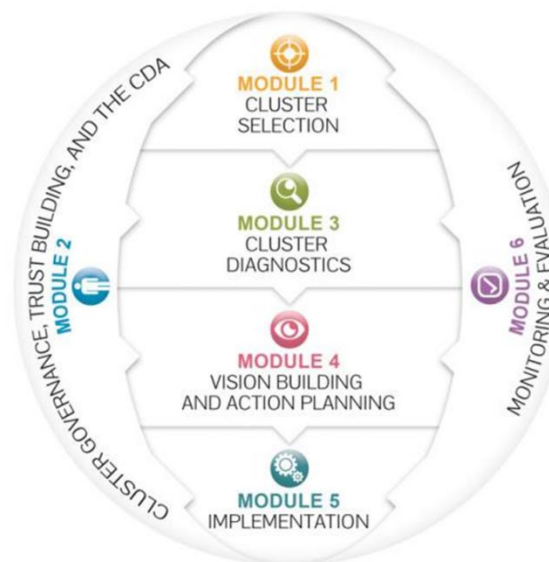 MODULE 1
CLUSTER
SELECTION
CLUSTER GOVERNANCE, TRUST BUILDING, AND THE CDA
MODULE 2
MODULE 3
CLUSTER
DIAGNOSTICS
MODULE 4
VISION BUILDING
AND ACTION PLANNING
MODULE 5
IMPLEMENTATION
MODULE 6
MONITORING & EVALUATION